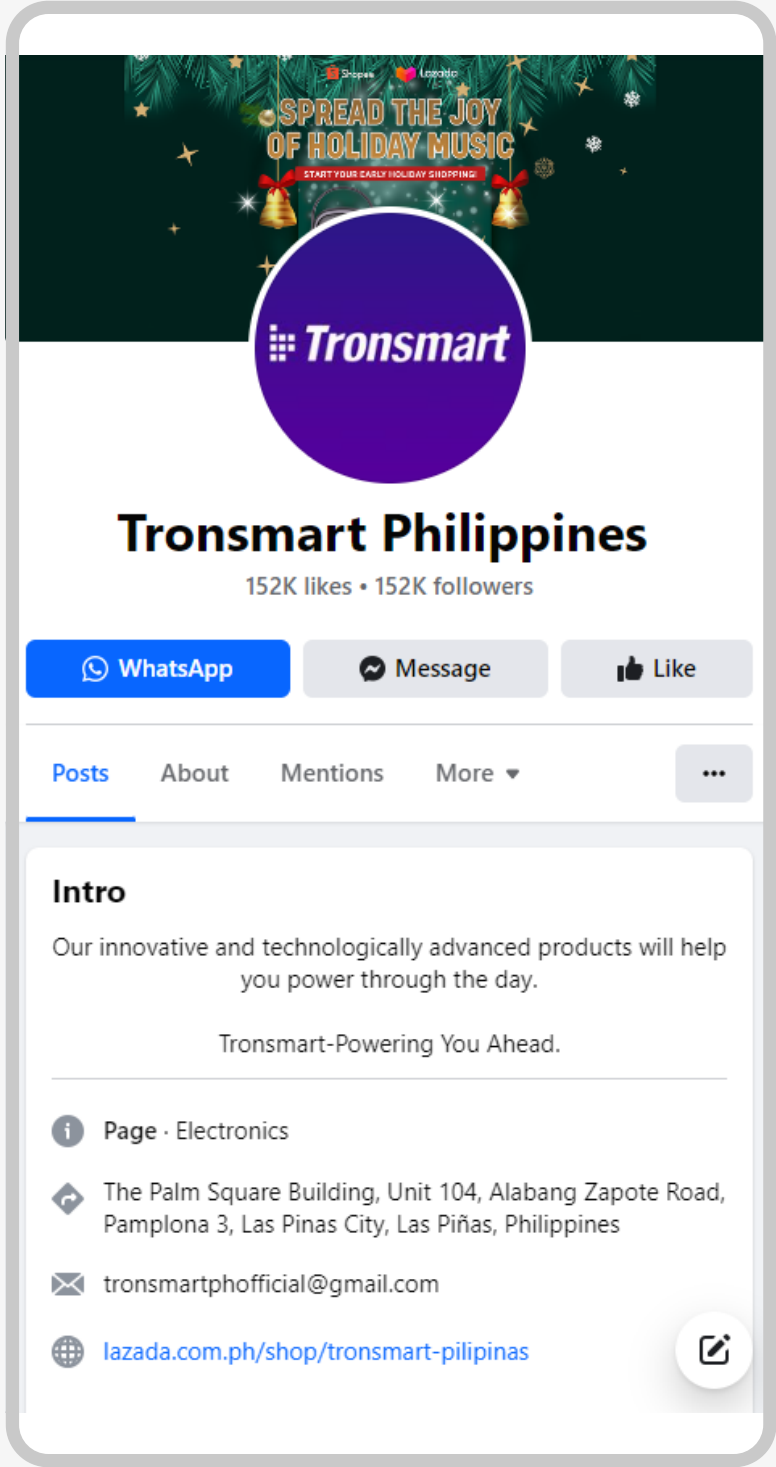 Shopee Lazada
SPREAD THE JOY
OF HOLIDAY MUSIC
START YOUR EARLY HOLIDAY SHOPPING!
Tronsmart
Tronsmart Philippines
152K likes • 152K followers
WhatsApp Message Like
Posts About Mentions More
Intro
Our innovative and technologically advanced products will help
you power through the day.
Tronsmart-Powering You Ahead.
Page · Electronics
The Palm Square Building, Unit 104, Alabang Zapote Road,
Pamplona 3, Las Pinas City, Las Piñas, Philippines
tronsmartphofficial@gmail.com
lazada.com.ph/shop/tronsmart-pilipinas